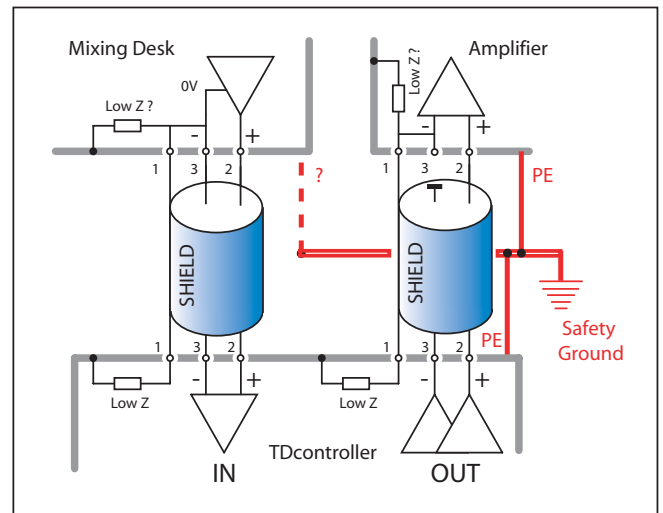 Mixing Desk
Amplifier
0V
Low Z ?
Low Z ?
- +
- +
1 3 2
1 3 2
?
PE
SHIELD
SHIELD
Safety
Ground
PE
1 3 2
1 3 2
- +
- +
Low Z
Low Z
TDcontroller
IN
OUT